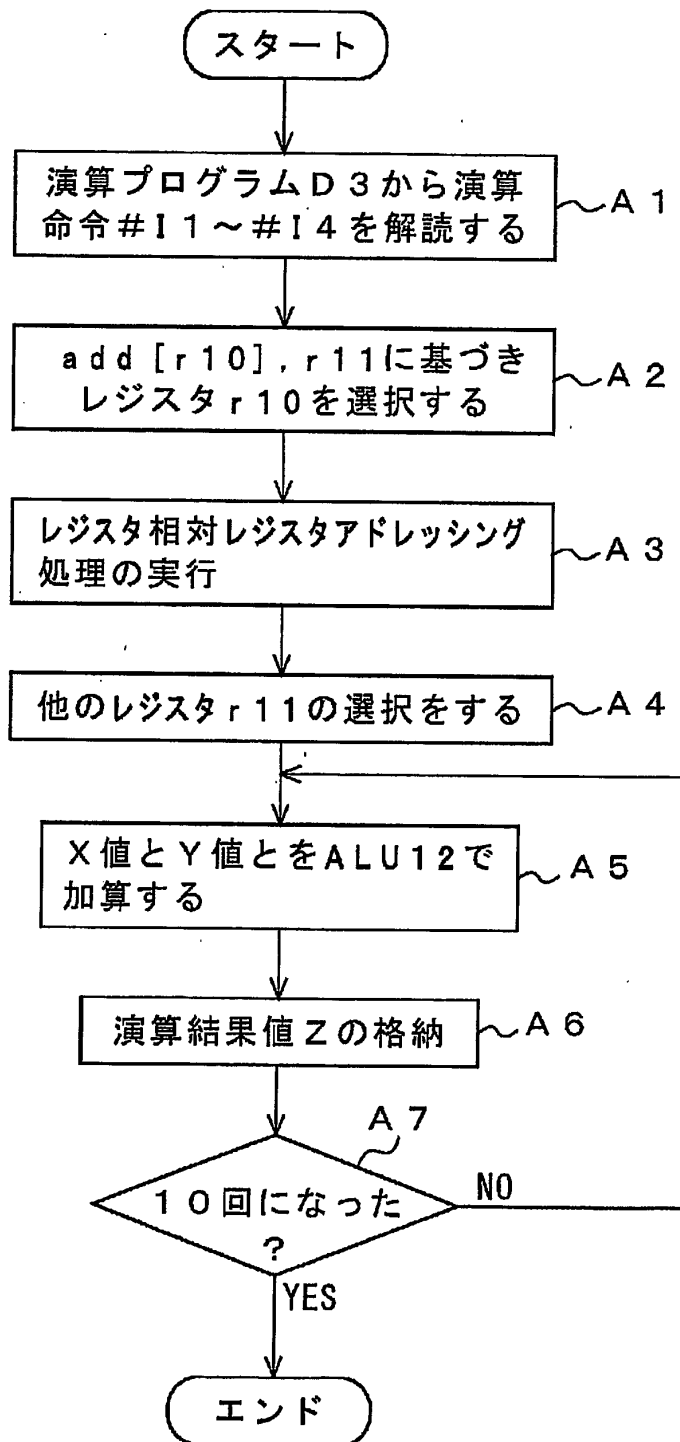 スタート
演算プログラムD3から演算
命令#I1～#I4を解読する
A1
add[r10],r11に基づき
レジスタr10を選択する
A2
レジスタ相対レジスタアドレッシング
処理の実行
A3
他のレジスタr11の選択をする
A4
X値とY値とをALU12で
加算する
A5
演算結果値Zの格納
A6
A7
10回になった
?
NO
YES
エンド